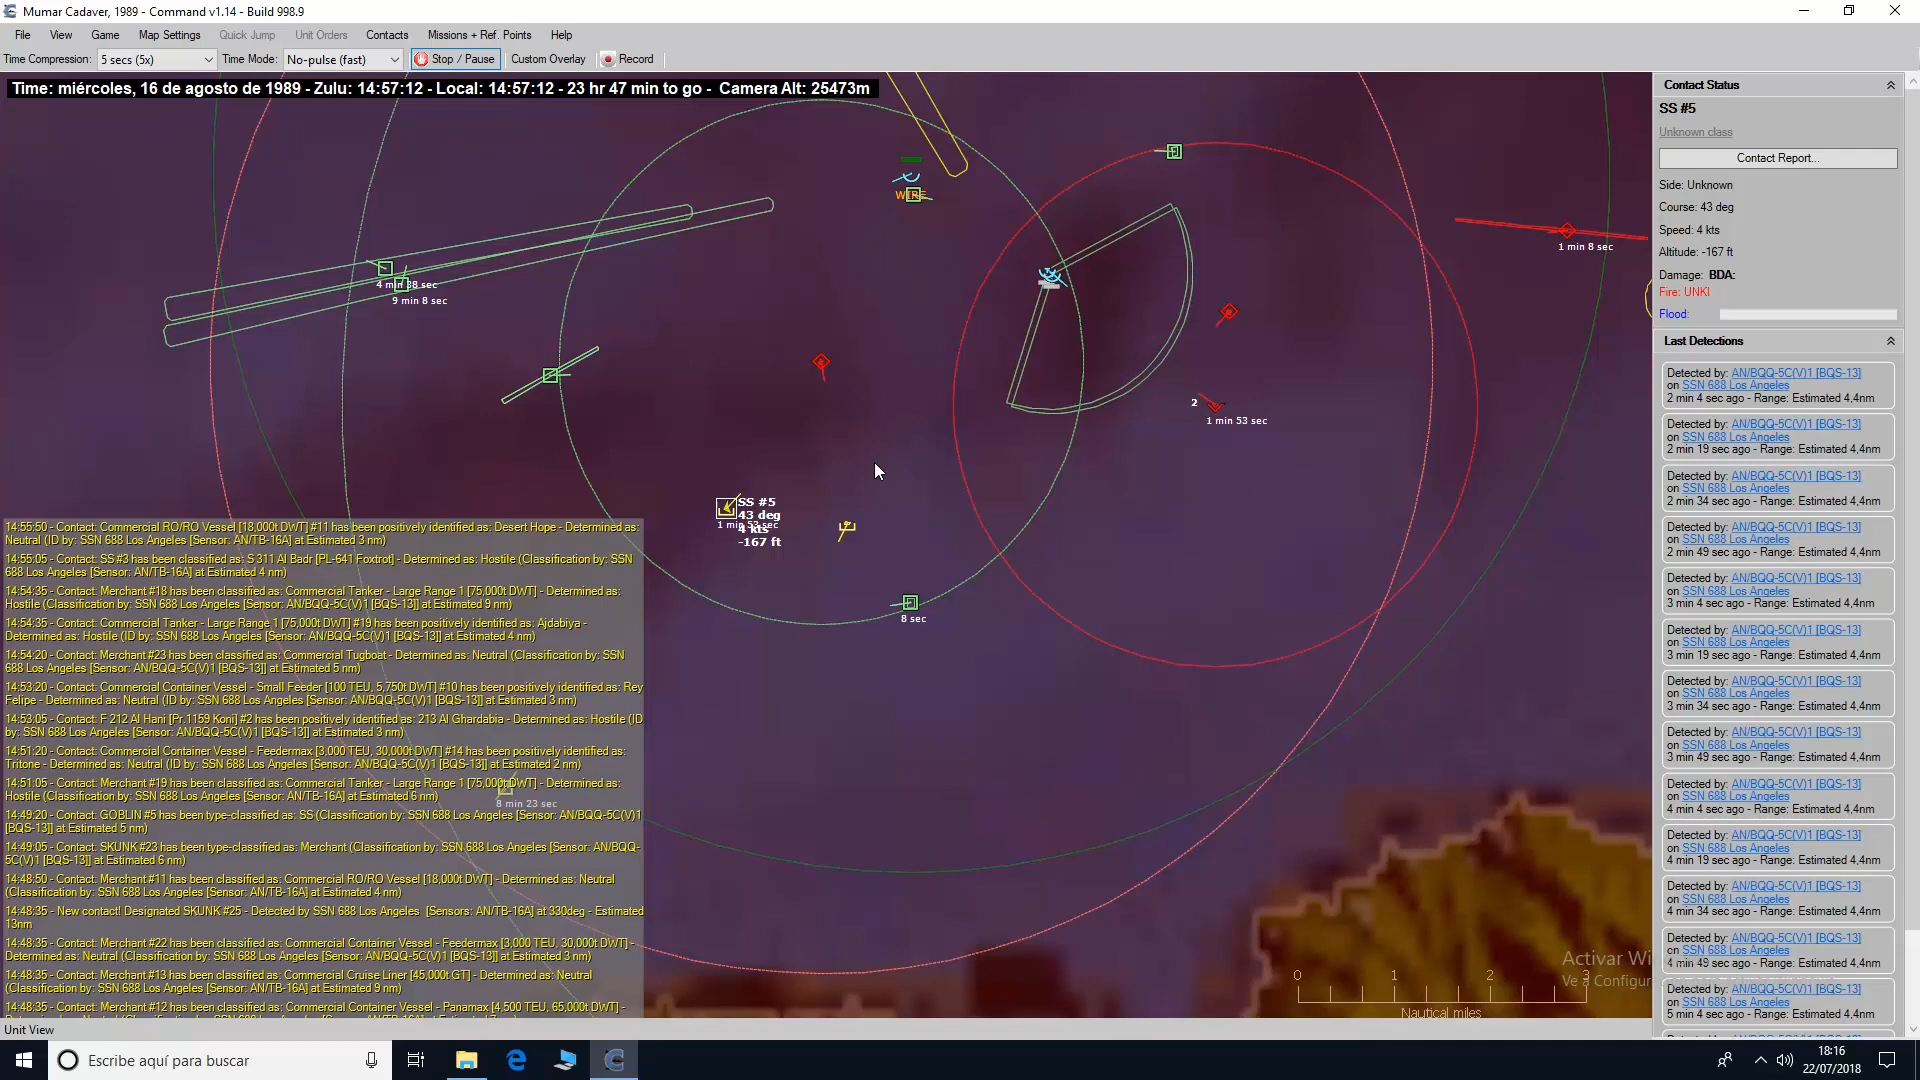 Mumar Cadaver, 1989 - Command v1.14 - Build 998.9
File View Game Map Settings Quick Jump Unit Orders Contacts Missions + Ref. Points Help
Time Compression: 5 secs (5x) Time Mode: No-pulse (fast) Stop / Pause Custom Overlay Record
Time: miércoles, 16 de agosto de 1989 - Zulu: 14:57:12 - Local: 14:57:12 - 23 hr 47 min to go - Camera Alt: 25473m
WIRE
1 min 8 sec
4 min 38 sec
9 min 8 sec
2
1 min 53 sec
SS #5
43 deg
1 min 53 sec
4 kts
-167 ft
8 sec
8 min 23 sec
14:55:50 - Contact: Commercial RO/RO Vessel [18,000t DWT] #11 has been positively identified as: Desert Hope - Determined as:
Neutral (ID by: SSN 688 Los Angeles [Sensor: AN/TB-16A] at Estimated 3 nm)
14:55:05 - Contact: SS #3 has been classified as: S 311 Al Badr [PL-641 Foxtrot] - Determined as: Hostile (Classification by: SSN
688 Los Angeles [Sensor: AN/TB-16A] at Estimated 4 nm)
14:54:35 - Contact: Merchant #18 has been classified as: Commercial Tanker - Large Range 1 [75,000t DWT] - Determined as:
Hostile (Classification by: SSN 688 Los Angeles [Sensor: AN/BQQ-5C(V)1 [BQS-13]] at Estimated 9 nm)
14:54:35 - Contact: Commercial Tanker - Large Range 1 [75,000t DWT] #19 has been positively identified as: Ajdabiya -
Determined as: Hostile (ID by: SSN 688 Los Angeles [Sensor: AN/BQQ-5C(V)1 [BQS-13]] at Estimated 4 nm)
14:54:20 - Contact: Merchant #23 has been classified as: Commercial Tugboat - Determined as: Neutral (Classification by: SSN
688 Los Angeles [Sensor: AN/BQQ-5C(V)1 [BQS-13]] at Estimated 5 nm)
14:53:20 - Contact: Commercial Container Vessel - Small Feeder [100 TEU, 5,750t DWT] #10 has been positively identified as: Rey
Felipe - Determined as: Neutral (ID by: SSN 688 Los Angeles [Sensor: AN/BQQ-5C(V)1 [BQS-13]] at Estimated 3 nm)
14:53:05 - Contact: F 212 Al Hani [Pr.1159 Koni] #2 has been positively identified as: 213 Al Ghardabia - Determined as: Hostile (ID
by: SSN 688 Los Angeles [Sensor: AN/BQQ-5C(V)1 [BQS-13]] at Estimated 3 nm)
14:51:20 - Contact: Commercial Container Vessel - Feedermax [3,000 TEU, 30,000t DWT] #14 has been positively identified as:
Tritone - Determined as: Neutral (ID by: SSN 688 Los Angeles [Sensor: AN/BQQ-5C(V)1 [BQS-13]] at Estimated 2 nm)
14:51:05 - Contact: Merchant #19 has been classified as: Commercial Tanker - Large Range 1 [75,000t DWT] - Determined as:
Hostile (Classification by: SSN 688 Los Angeles [Sensor: AN/TB-16A] at Estimated 6 nm)
14:49:20 - Contact: GOBLIN #5 has been type-classified as: SS (Classification by: SSN 688 Los Angeles [Sensor: AN/BQQ-5C(V)1
[BQS-13]] at Estimated 5 nm)
14:49:05 - Contact: SKUNK #23 has been type-classified as: Merchant (Classification by: SSN 688 Los Angeles [Sensor: AN/BQQ-
5C(V)1 [BQS-13]] at Estimated 6 nm)
14:48:50 - Contact: Merchant #11 has been classified as: Commercial RO/RO Vessel [18,000t DWT] - Determined as: Neutral
(Classification by: SSN 688 Los Angeles [Sensor: AN/TB-16A] at Estimated 4 nm)
14:48:35 - New contact! Designated SKUNK #25 - Detected by SSN 688 Los Angeles [Sensors: AN/TB-16A] at 330deg - Estimated
13nm
14:48:35 - Contact: Merchant #22 has been classified as: Commercial Container Vessel - Feedermax [3,000 TEU, 30,000t DWT] -
Determined as: Neutral (Classification by: SSN 688 Los Angeles [Sensor: AN/BQQ-5C(V)1 [BQS-13]] at Estimated 3 nm)
14:48:35 - Contact: Merchant #13 has been classified as: Commercial Cruise Liner [45,000t GT] - Determined as: Neutral
(Classification by: SSN 688 Los Angeles [Sensor: AN/BQQ-5C(V)1 [BQS-13]] at Estimated 9 nm)
14:48:35 - Contact: Merchant #12 has been classified as: Commercial Container Vessel - Panamax [4,500 TEU, 65,000t DWT] -
0 1 2 3
Nautical miles
Activar Wi
Ve a Configur
Contact Status
SS #5
Unknown class
Contact Report...
Side: Unknown
Course: 43 deg
Speed: 4 kts
Altitude: -167 ft
Damage: BDA:
Fire: UNKI
Flood:
Last Detections
Detected by: AN/BQQ-5C(V)1 [BQS-13]
on SSN 688 Los Angeles
2 min 4 sec ago - Range: Estimated 4,4nm
Detected by: AN/BQQ-5C(V)1 [BQS-13]
on SSN 688 Los Angeles
2 min 19 sec ago - Range: Estimated 4,4nm
Detected by: AN/BQQ-5C(V)1 [BQS-13]
on SSN 688 Los Angeles
2 min 34 sec ago - Range: Estimated 4,4nm
Detected by: AN/BQQ-5C(V)1 [BQS-13]
on SSN 688 Los Angeles
2 min 49 sec ago - Range: Estimated 4,4nm
Detected by: AN/BQQ-5C(V)1 [BQS-13]
on SSN 688 Los Angeles
3 min 4 sec ago - Range: Estimated 4,4nm
Detected by: AN/BQQ-5C(V)1 [BQS-13]
on SSN 688 Los Angeles
3 min 19 sec ago - Range: Estimated 4,4nm
Detected by: AN/BQQ-5C(V)1 [BQS-13]
on SSN 688 Los Angeles
3 min 34 sec ago - Range: Estimated 4,4nm
Detected by: AN/BQQ-5C(V)1 [BQS-13]
on SSN 688 Los Angeles
3 min 49 sec ago - Range: Estimated 4,4nm
Detected by: AN/BQQ-5C(V)1 [BQS-13]
on SSN 688 Los Angeles
4 min 4 sec ago - Range: Estimated 4,4nm
Detected by: AN/BQQ-5C(V)1 [BQS-13]
on SSN 688 Los Angeles
4 min 19 sec ago - Range: Estimated 4,4nm
Detected by: AN/BQQ-5C(V)1 [BQS-13]
on SSN 688 Los Angeles
4 min 34 sec ago - Range: Estimated 4,4nm
Detected by: AN/BQQ-5C(V)1 [BQS-13]
on SSN 688 Los Angeles
4 min 49 sec ago - Range: Estimated 4,4nm
Detected by: AN/BQQ-5C(V)1 [BQS-13]
on SSN 688 Los Angeles
5 min 4 sec ago - Range: Estimated 4,4nm
Unit View
Escribe aquí para buscar
18:16
22/07/2018